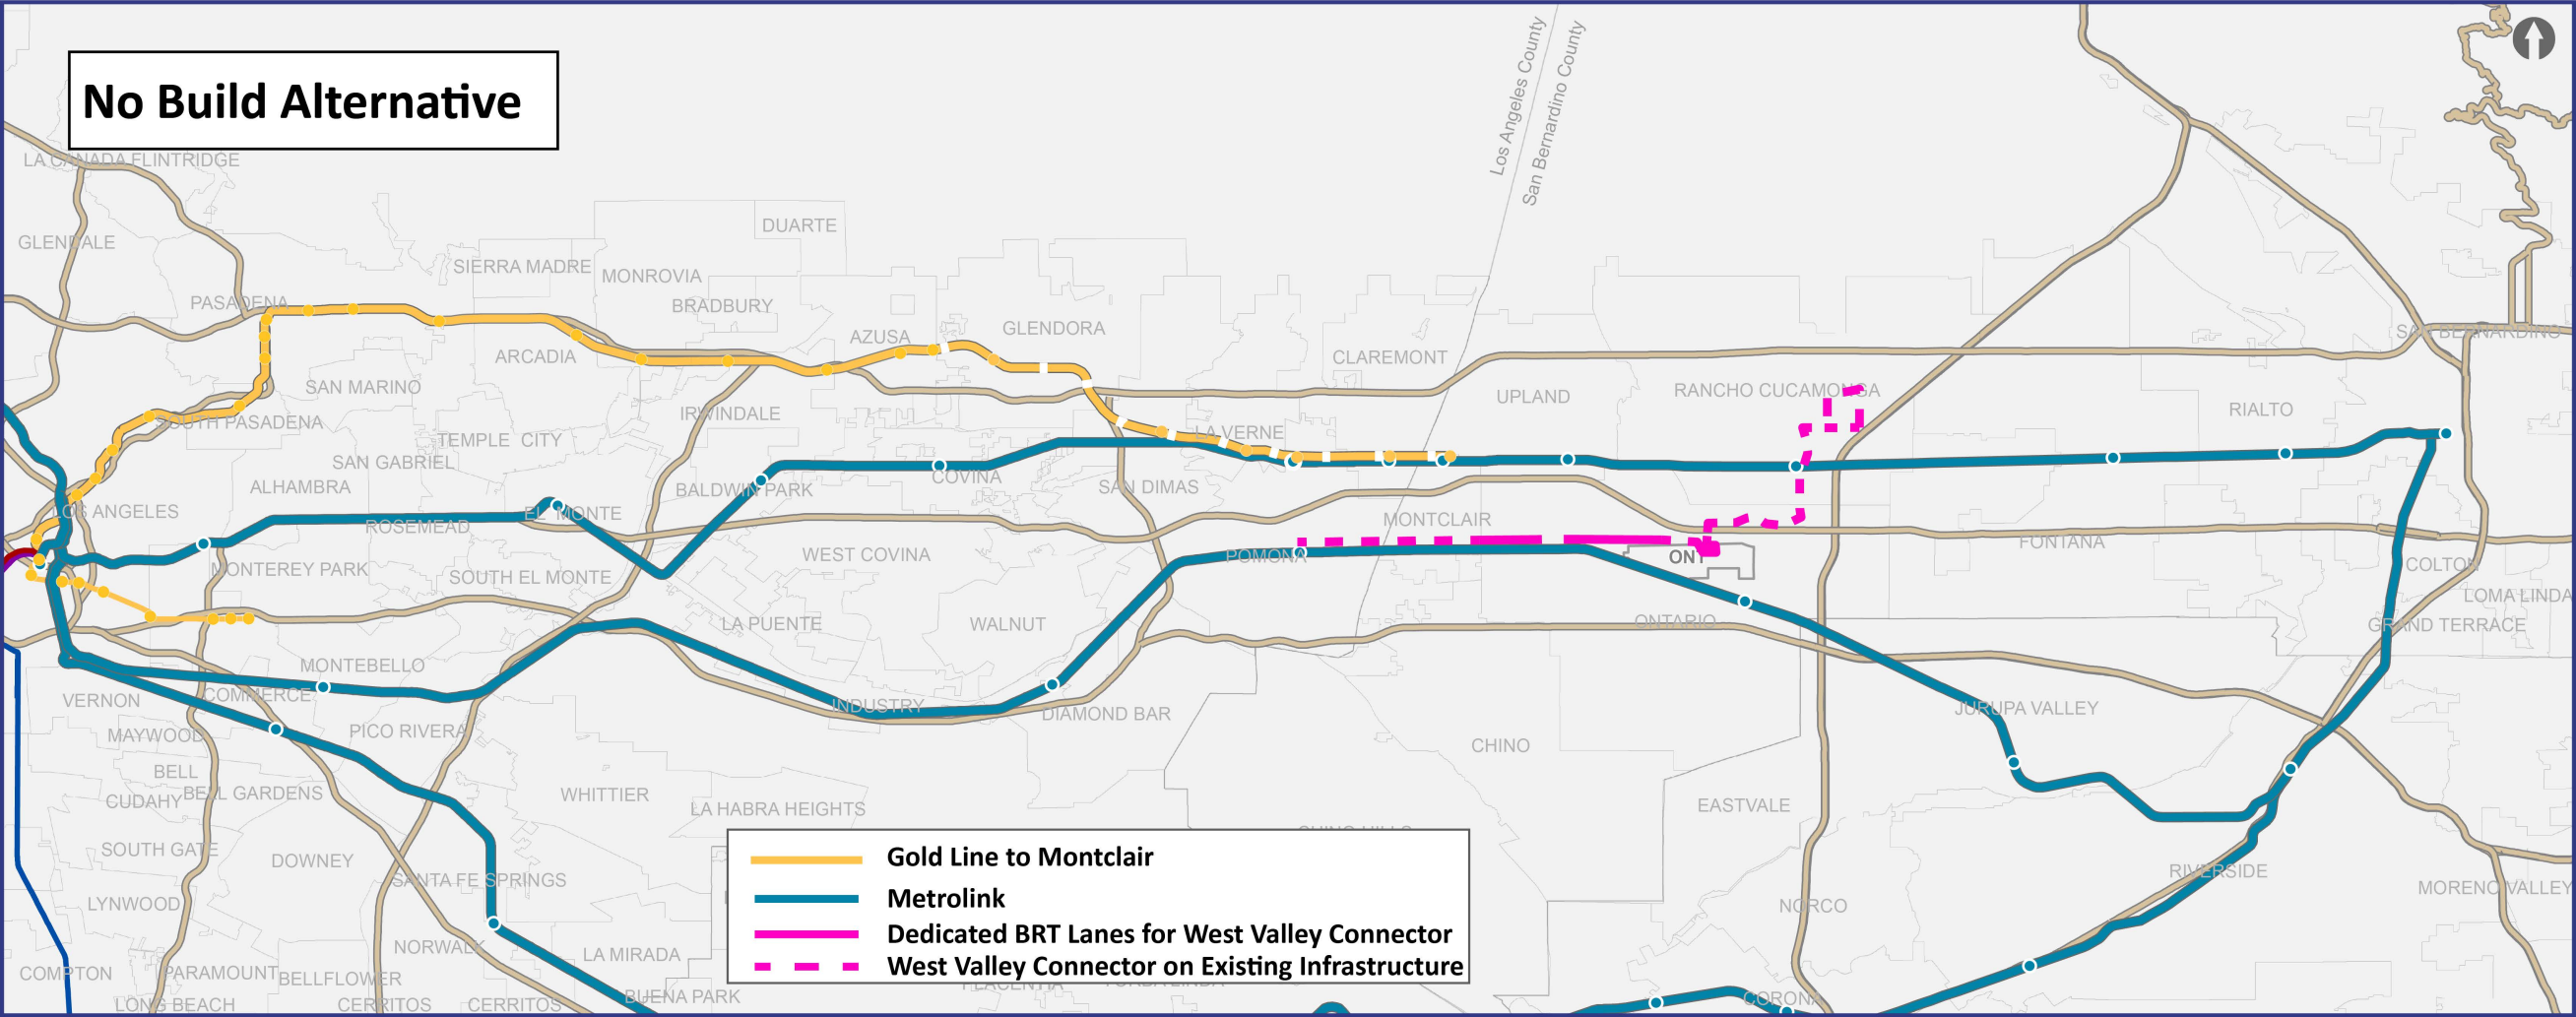 No Build Alternative
Los Angeles County
San Bernardino County
LA CANADA FLINTRIDGE
DUARTE
GLENDALE
SIERRA MADRE
MONROVIA
PASADENA
BRADBURY
AZUSA
GLENDORA
SAN BERNARDINO
ARCADIA
CLAREMONT
SAN MARINO
UPLAND
RANCHO CUCAMONGA
IRWINDALE
RIALTO
SOUTH PASADENA
TEMPLE CITY
LA VERNE
SAN GABRIEL
COVINA
ALHAMBRA
BALDWIN PARK
SAN DIMAS
LOS ANGELES
EL MONTE
MONTCLAIR
ROSEMEAD
FONTANA
WEST COVINA
POMONA
ONT
COLTON
MONTEREY PARK
SOUTH EL MONTE
LOMA LINDA
LA PUENTE
WALNUT
ONTARIO
GRAND TERRACE
MONTEBELLO
COMMERCE
VERNON
INDUSTRY
DIAMOND BAR
JURUPA VALLEY
MAYWOOD
PICO RIVERA
CHINO
BELL
CUDAHY
BELL GARDENS
WHITTIER
LA HABRA HEIGHTS
EASTVALE
SOUTH GATE
DOWNEY
RIVERSIDE
SANTA FE SPRINGS
MORENO VALLEY
LYNWOOD
NORCO
NORWALK
LA MIRADA
COMPTON
PARAMOUNT
BELLFLOWER
BUENA PARK
CORONA
LONG BEACH
CERRITOS
CERRITOS
Gold Line to Montclair
Metrolink
Dedicated BRT Lanes for West Valley Connector
West Valley Connector on Existing Infrastructure